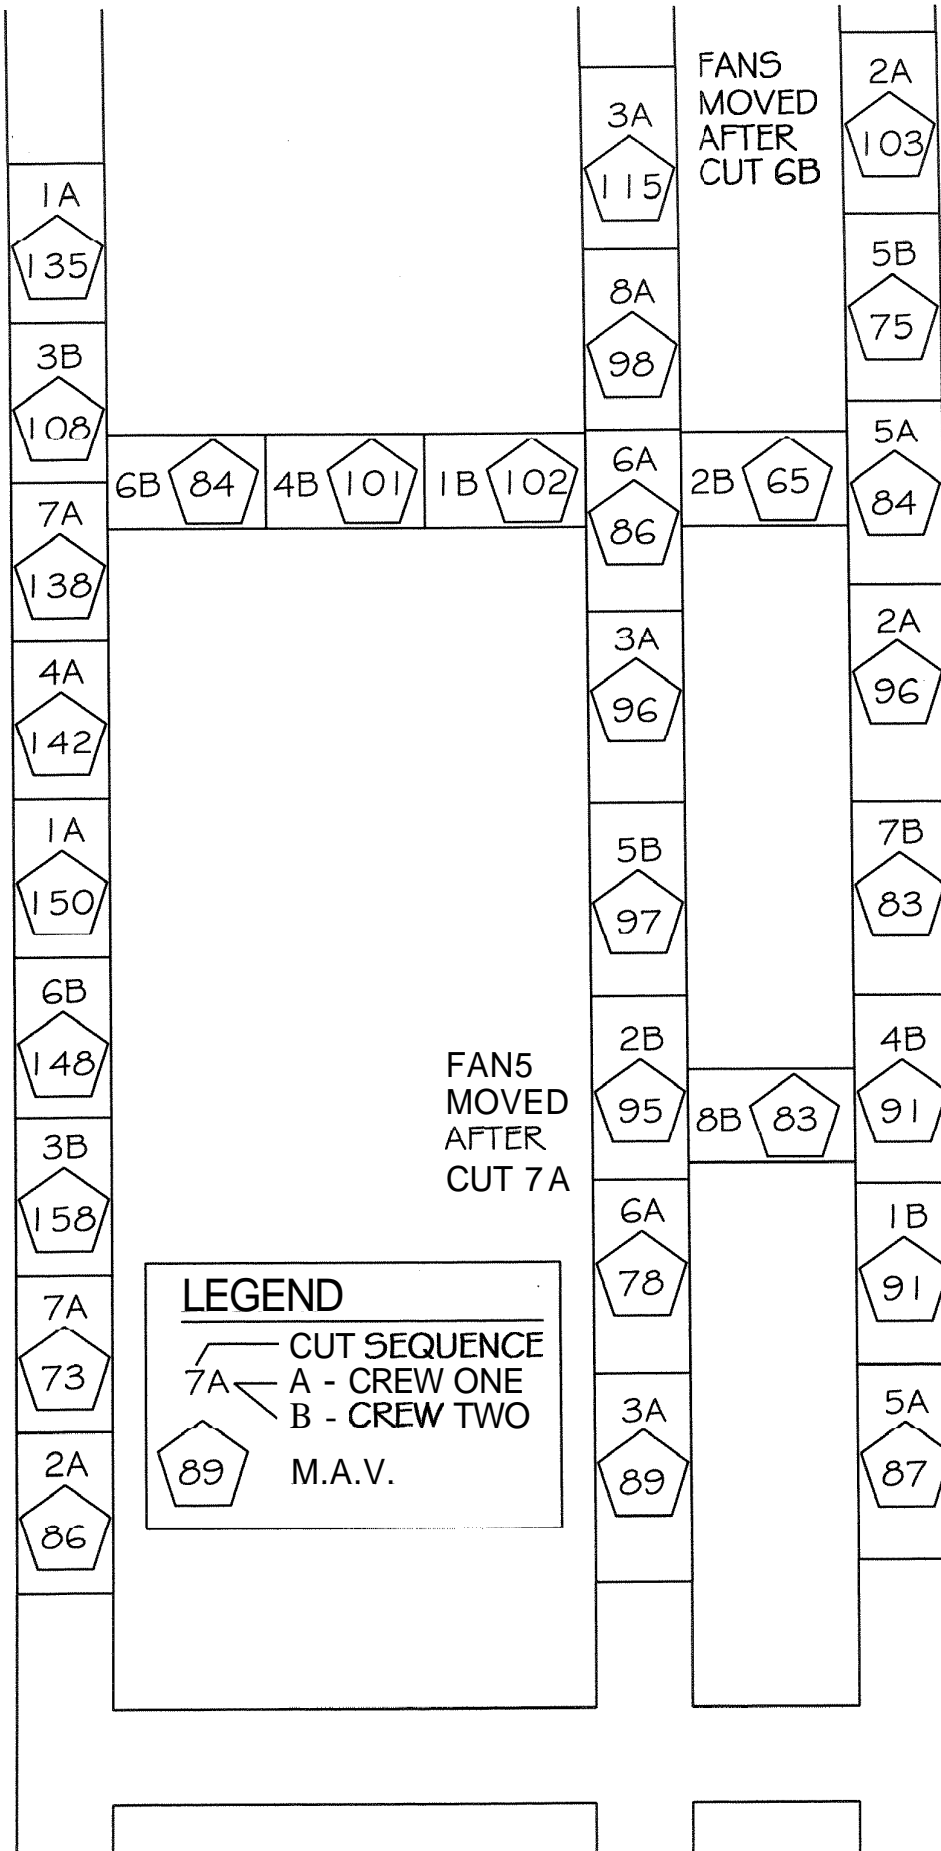 1A
135
3B
108
7A
138
4A
142
1A
150
6B
148
3B
158
7A
73
2A
86
6B 84 4B 101 1B 102
3A
115
8A
98
6A
86
3A
96
5B
97
2B
95
6A
78
3A
89
FANS
MOVED
AFTER
CUT 6B
2B 65
8B 83
2A
103
5B
75
5A
84
2A
96
7B
83
4B
91
1B
91
5A
87
FAN5
MOVED
AFTER
CUT 7A
LEGEND
CUT SEQUENCE
7A A - CREW ONE
B - CREW TWO
89 M.A.V.